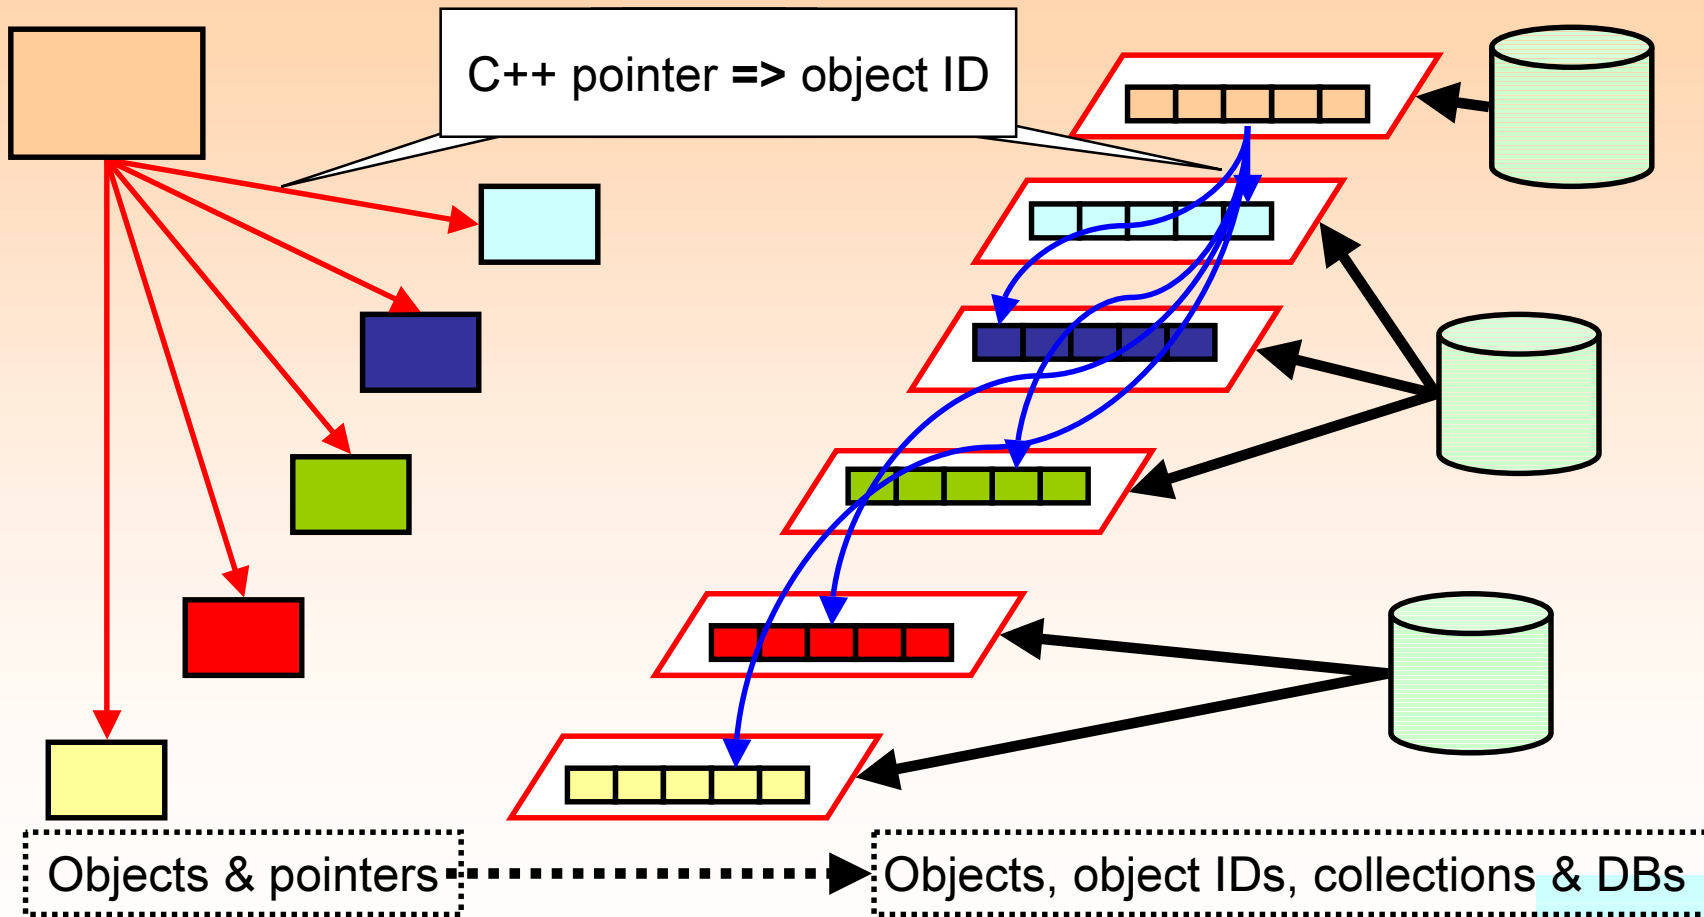 C++ pointer => object ID
Objects & pointers
Objects, object IDs, collections & DBs